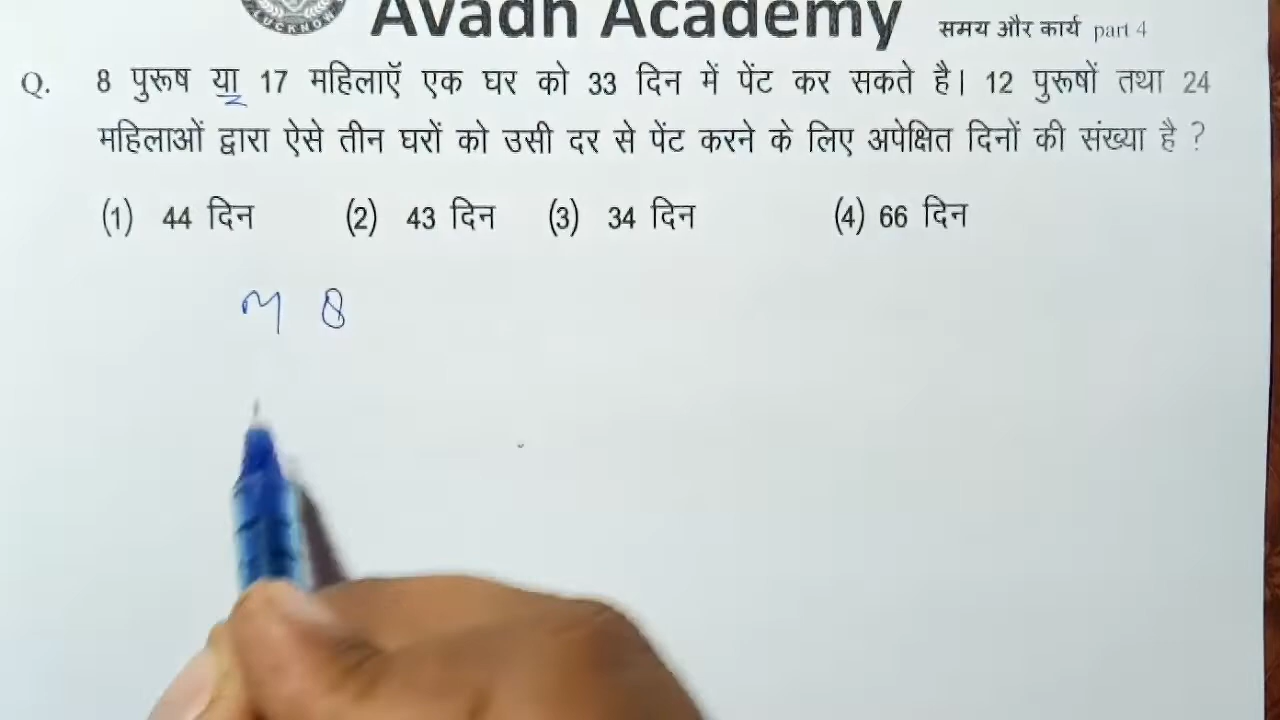 LUCKNOW
Avadh Academy
समय और कार्य part 4
Q. 8 पुरूष या 17 महिलाएँ एक घर को 33 दिन में पेंट कर सकते है। 12 पुरूषों तथा 24
महिलाओं द्वारा ऐसे तीन घरों को उसी दर से पेंट करने के लिए अपेक्षित दिनों की संख्या है ?
(1) 44 दिन (2) 43 दिन (3) 34 दिन (4) 66 दिन
M 8